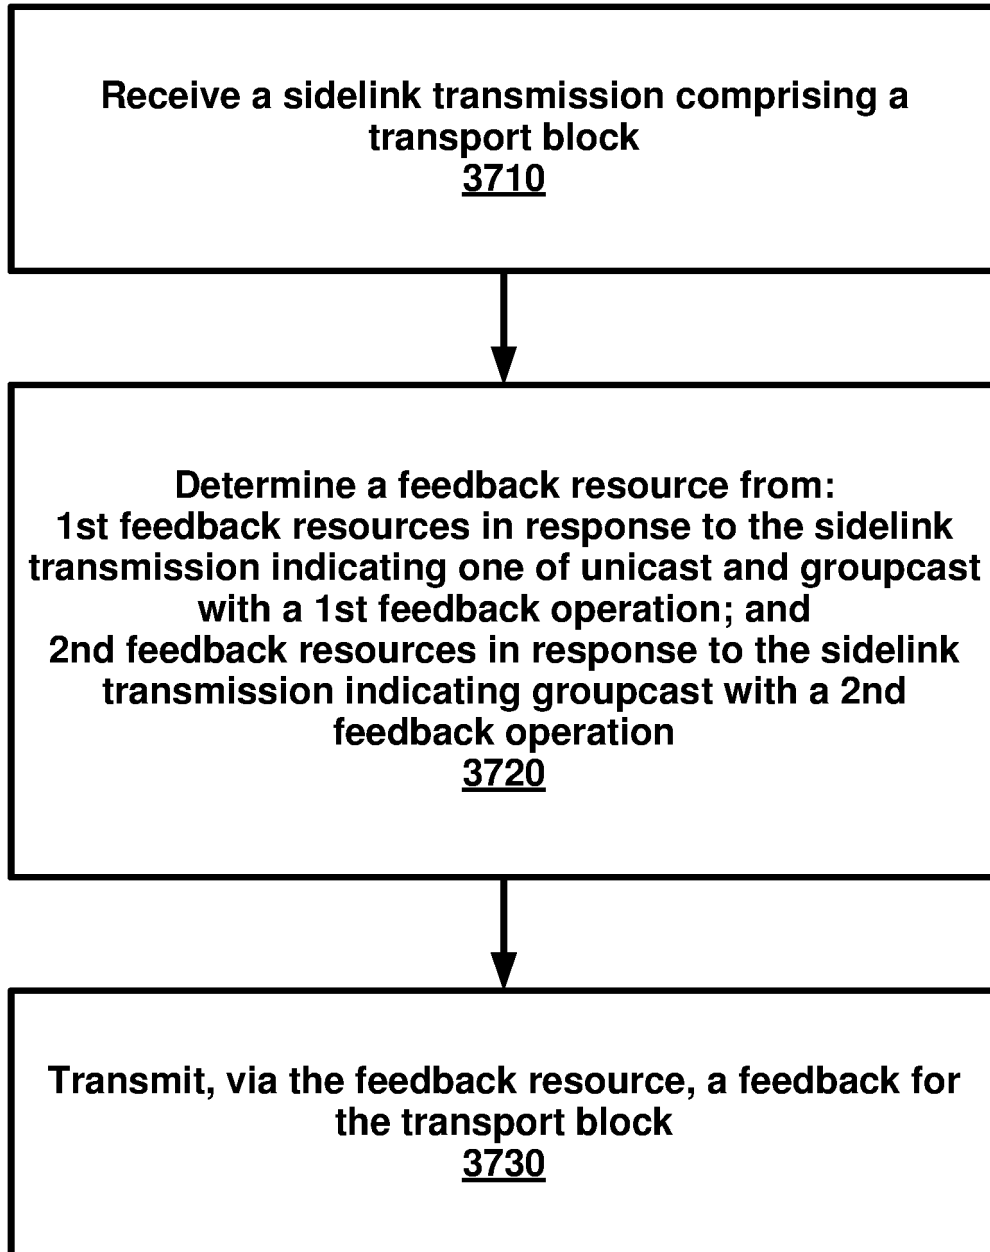 Receive a sidelink transmission comprising a
transport block
3710
Determine a feedback resource from:
1st feedback resources in response to the sidelink
transmission indicating one of unicast and groupcast
with a 1st feedback operation; and
2nd feedback resources in response to the sidelink
transmission indicating groupcast with a 2nd
feedback operation
3720
Transmit, via the feedback resource, a feedback for
the transport block
3730